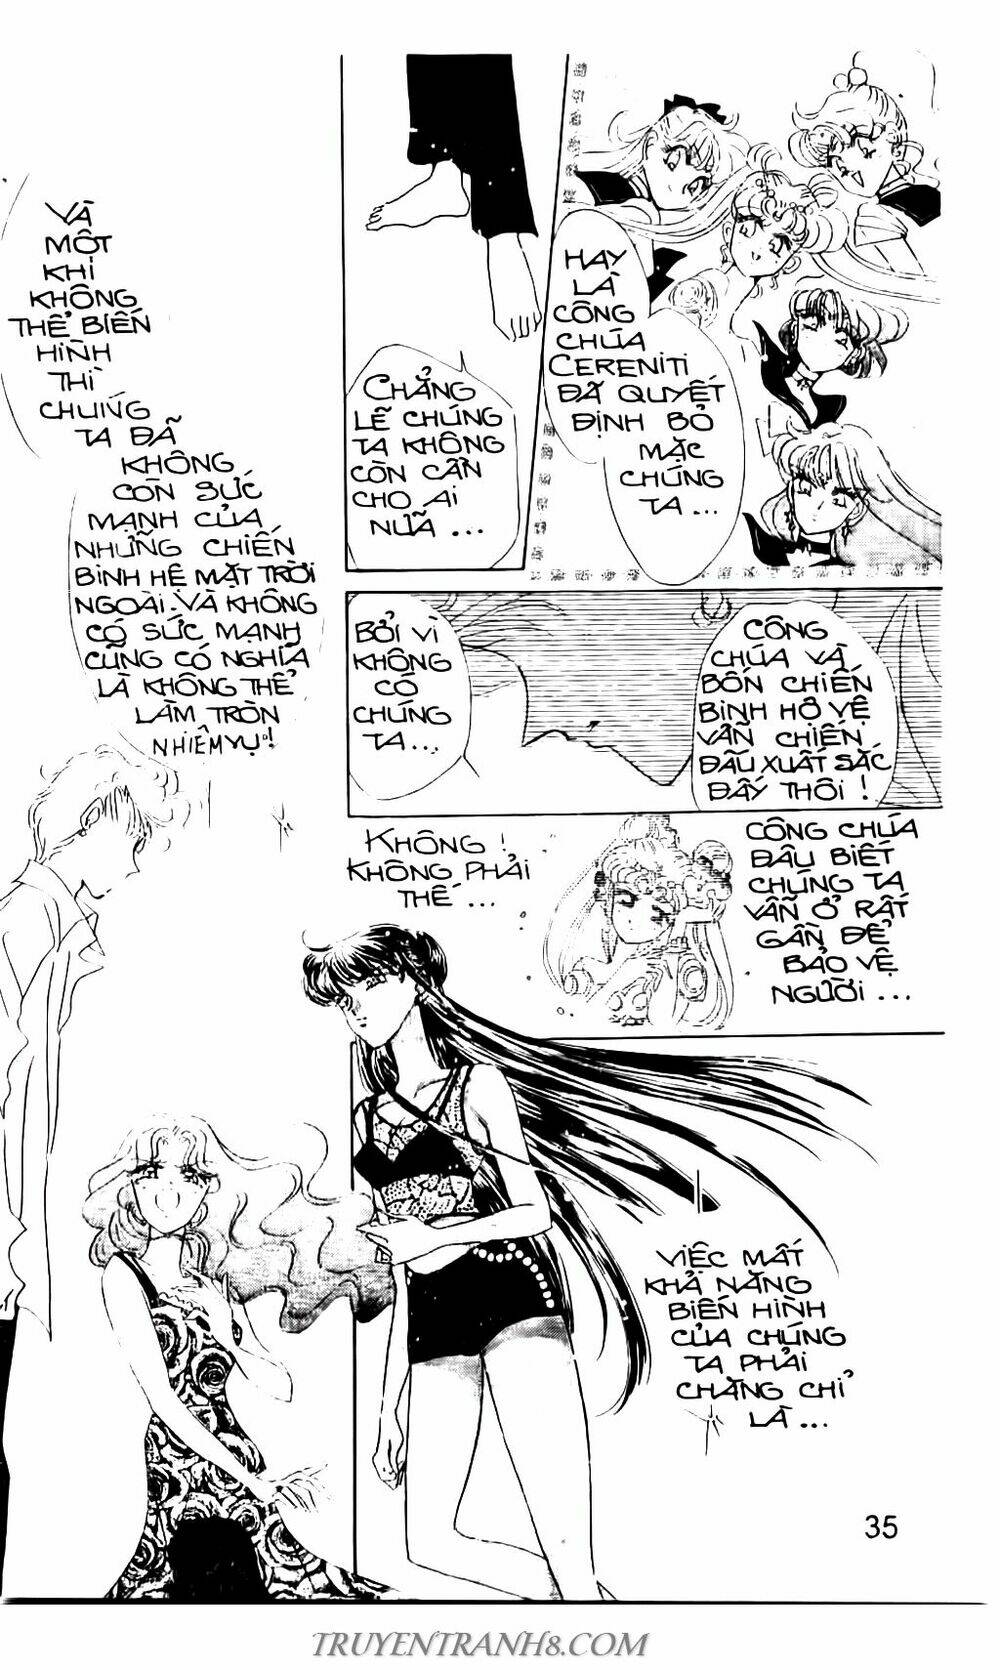 HAY
LÀ
CÔNG
CHÚA
CERENITI
ĐÃ QUYẾT
ĐỊNH BỎ
MẶC
CHÚNG
TA ...
CHẲNG
LẼ CHÚNG
TA KHÔNG
CÒN CẦN
CHO AI
NỮA ...
CÔNG
CHÚA VÀ
BỐN CHIẾN
BINH HỘ VỆ
VẪN CHIẾN
ĐẤU XUẤT SẮC
ĐẤY THÔI !
BỞI VÌ
KHÔNG
CÓ
CHÚNG
TA ...
CÔNG CHÚA
ĐÂU BIẾT
CHÚNG TA
VẪN Ở RẤT
GẦN ĐỂ
BẢO VỆ
NGƯỜI ...
KHÔNG !
KHÔNG PHẢI
THẾ ...
VIỆC MẤT
KHẢ NĂNG
BIẾN HÌNH
CỦA CHÚNG
TA PHẢI
CHĂNG CHỈ
LÀ ...
VÀ
MỘT
KHI
KHÔNG
THỂ BIẾN
HÌNH
THÌ
CHÚNG
TA ĐÃ
KHÔNG
CÒN SỨC
MẠNH CỦA
NHỮNG CHIẾN
BINH HỆ MẶT TRỜI
NGOÀI. VÀ KHÔNG
CÓ SỨC MẠNH
CŨNG CÓ NGHĨA
LÀ KHÔNG THỂ
LÀM TRÒN
NHIỆM VỤ !
35
TRUYENTRANH8.COM